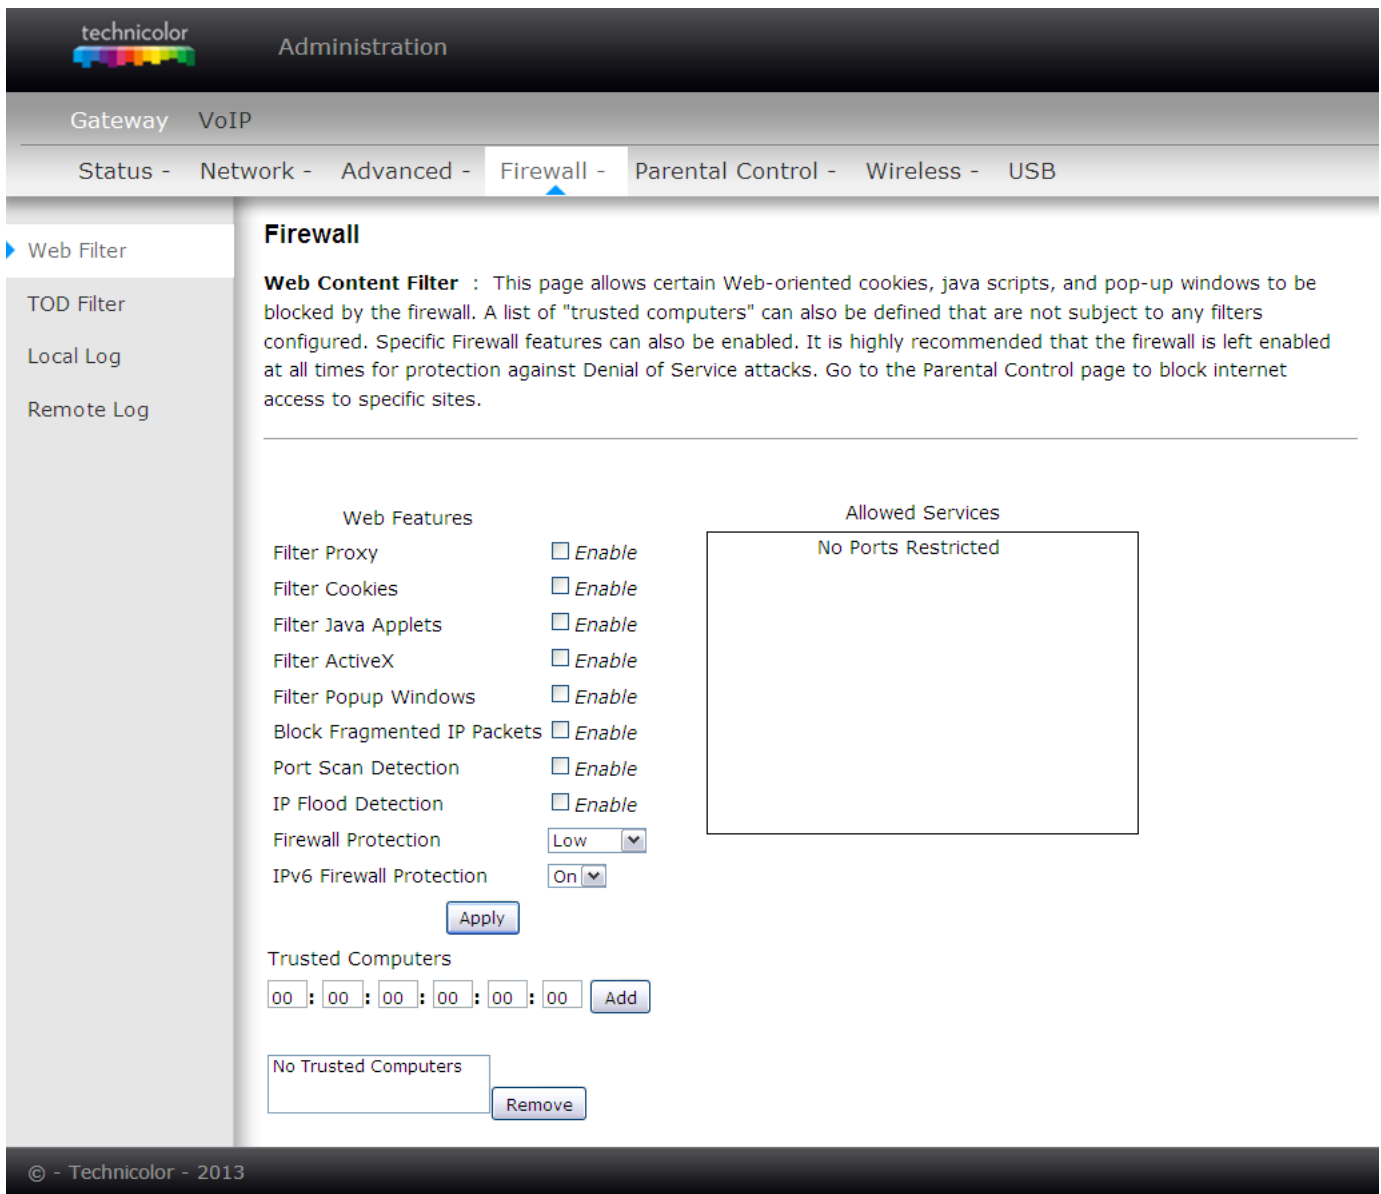 technicolor
Administration
Gateway VoIP
Status - Network - Advanced - Firewall - Parental Control - Wireless - USB
Web Filter
TOD Filter
Local Log
Remote Log
Firewall
Web Content Filter : This page allows certain Web-oriented cookies, java scripts, and pop-up windows to be
blocked by the firewall. A list of "trusted computers" can also be defined that are not subject to any filters
configured. Specific Firewall features can also be enabled. It is highly recommended that the firewall is left enabled
at all times for protection against Denial of Service attacks. Go to the Parental Control page to block internet
access to specific sites.
Web Features
Filter Proxy Enable
Filter Cookies Enable
Filter Java Applets Enable
Filter ActiveX Enable
Filter Popup Windows Enable
Block Fragmented IP Packets Enable
Port Scan Detection Enable
IP Flood Detection Enable
Firewall Protection Low
IPv6 Firewall Protection On
Apply
Allowed Services
No Ports Restricted
Trusted Computers
00 : 00 : 00 : 00 : 00 : 00 Add
No Trusted Computers
Remove
© - Technicolor - 2013